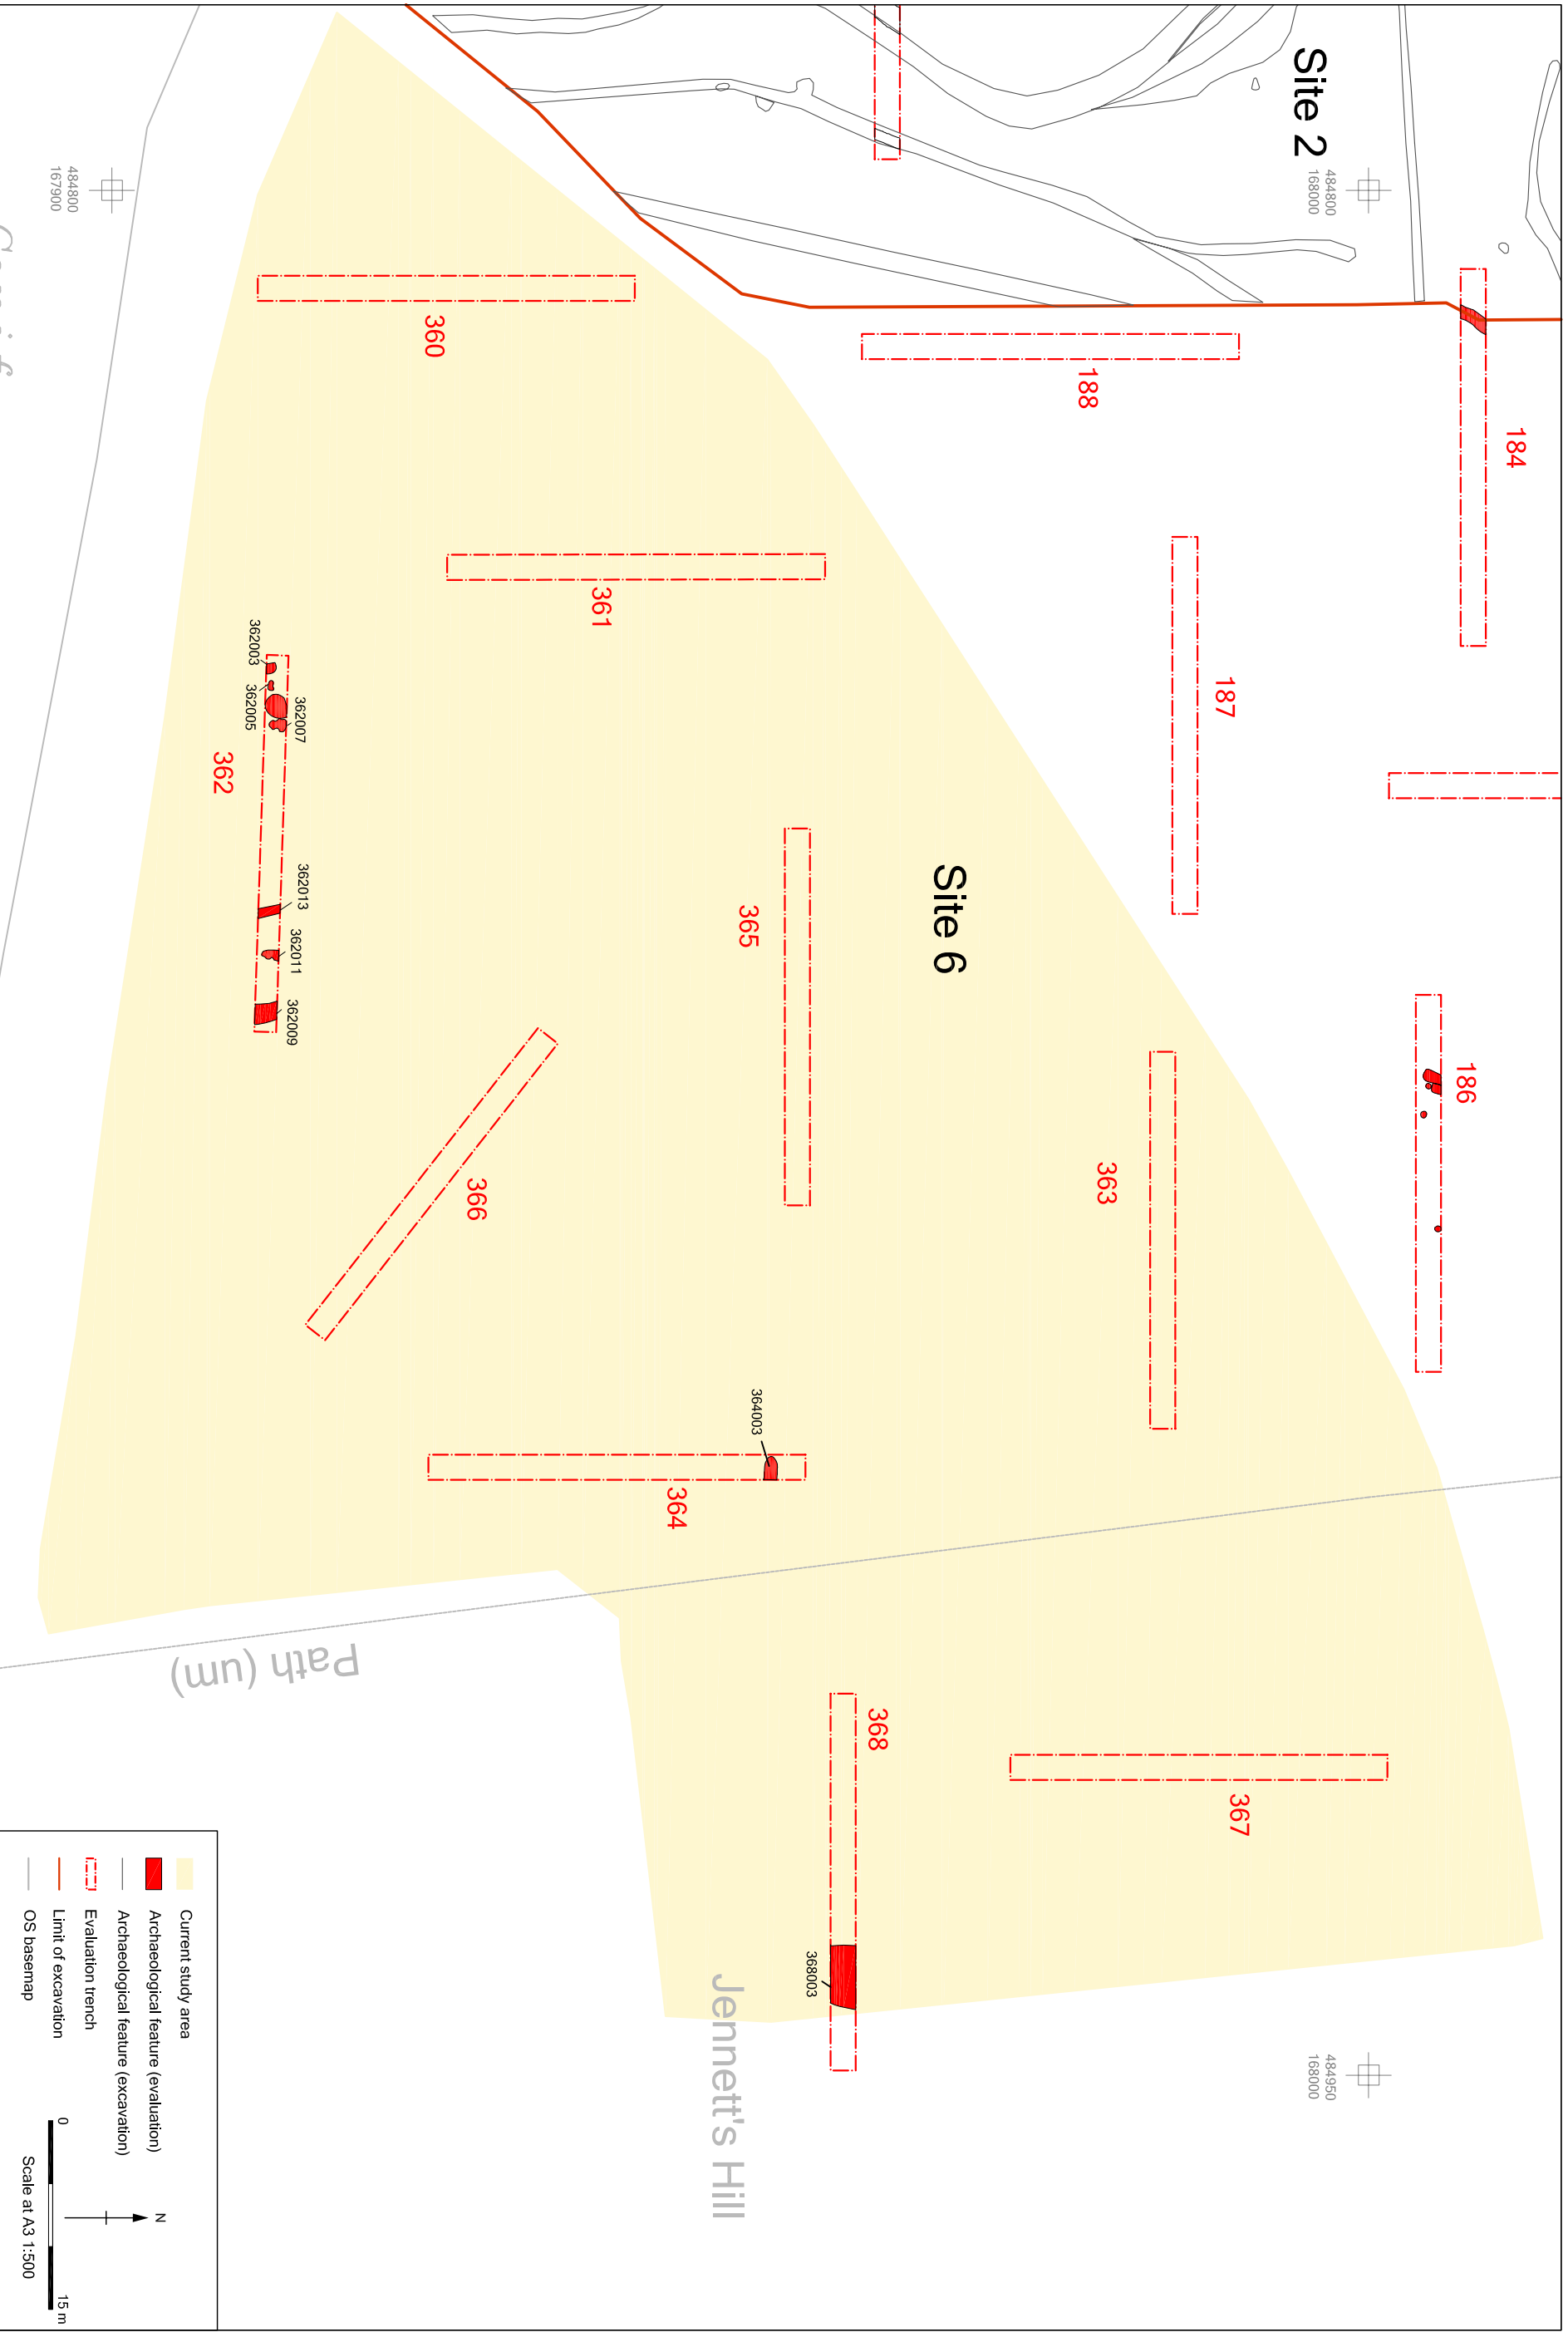 Site 2
484800
168000
184
188
187
186
484950
168000
Site 6
363
367
360
361
365
368
368003
364003
364
366
Jennett's Hill
484800
167900
362003
362005
362007
362013
362011
362009
362
Path (um)
Current study area
Archaeological feature (evaluation)
Archaeological feature (excavation)
Evaluation trench
Limit of excavation
OS basemap
N
0
15 m
Scale at A3 1:500